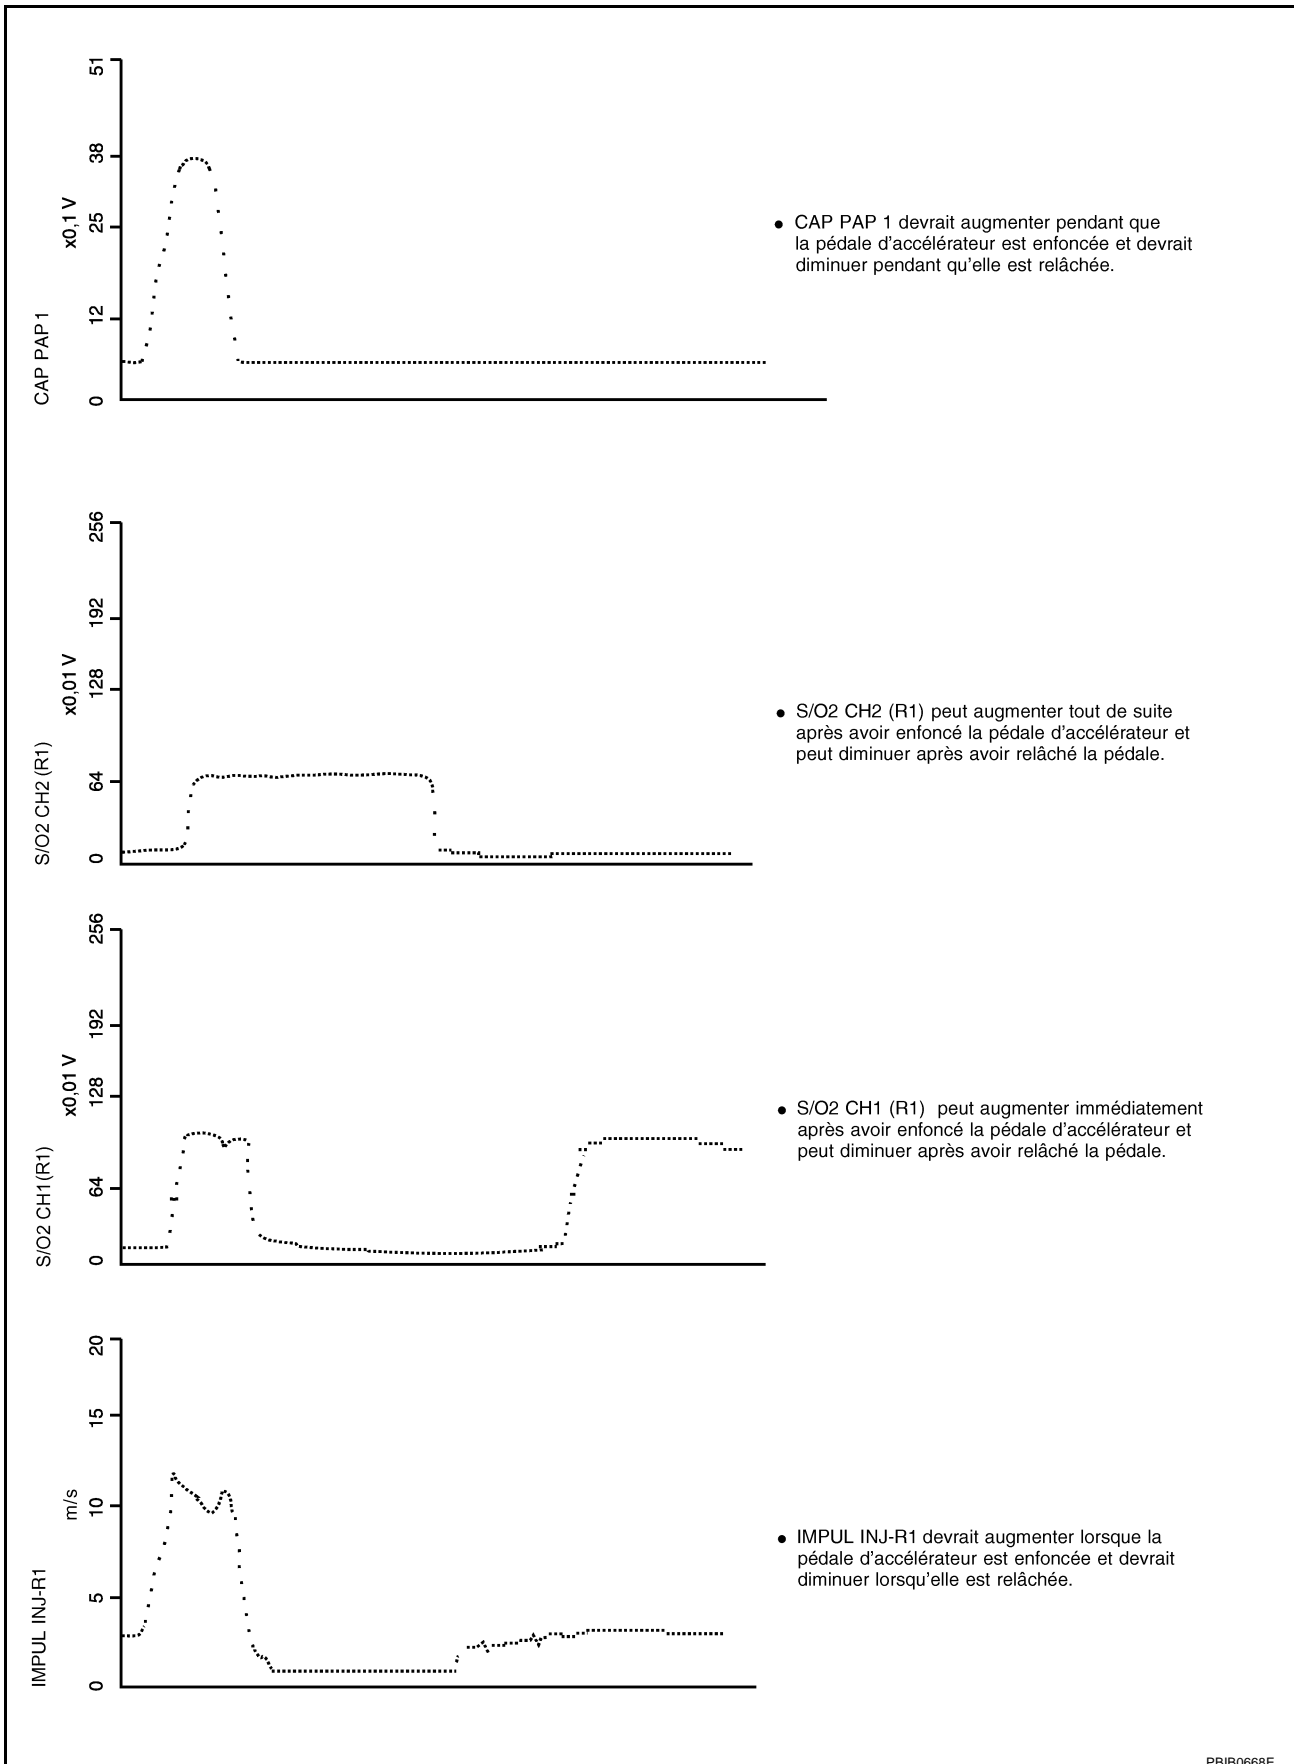 51
38
25
12
0
x0,1 V
CAP PAP 1
● CAP PAP 1 devrait augmenter pendant que
la pédale d'accélérateur est enfoncée et devrait
diminuer pendant qu'elle est relâchée.
256
192
128
64
0
x0,01 V
S/O2 CH2 (R1)
● S/O2 CH2 (R1) peut augmenter tout de suite
après avoir enfoncé la pédale d'accélérateur et
peut diminuer après avoir relâché la pédale.
256
192
128
64
0
x0,01 V
S/O2 CH1(R1)
● S/O2 CH1 (R1) peut augmenter immédiatement
après avoir enfoncé la pédale d'accélérateur et
peut diminuer après avoir relâché la pédale.
20
15
10
5
0
m/s
IMPUL INJ-R1
● IMPUL INJ-R1 devrait augmenter lorsque la
pédale d'accélérateur est enfoncée et devrait
diminuer lorsqu'elle est relâchée.